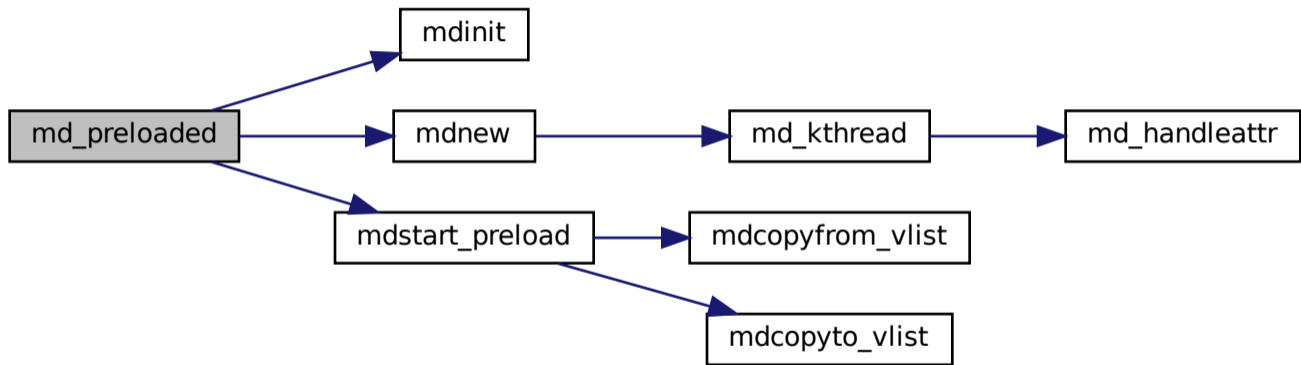 mdinit
md_preloaded
mdnew
md_kthread
md_handleattr
mdstart_preload
mdcopyfrom_vlist
mdcopyto_vlist